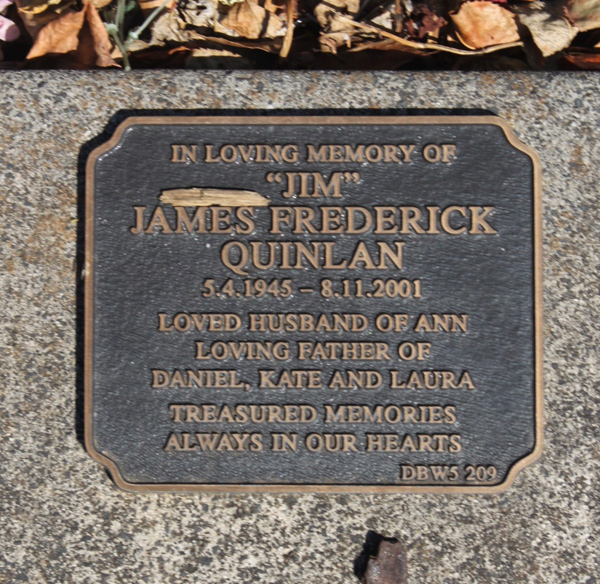 IN LOVING MEMORY OF
"JIM"
JAMES FREDERICK
QUINLAN
5.4.1945 – 8.11.2001
LOVED HUSBAND OF ANN
LOVING FATHER OF
DANIEL, KATE AND LAURA
TREASURED MEMORIES
ALWAYS IN OUR HEARTS
DBW5 209